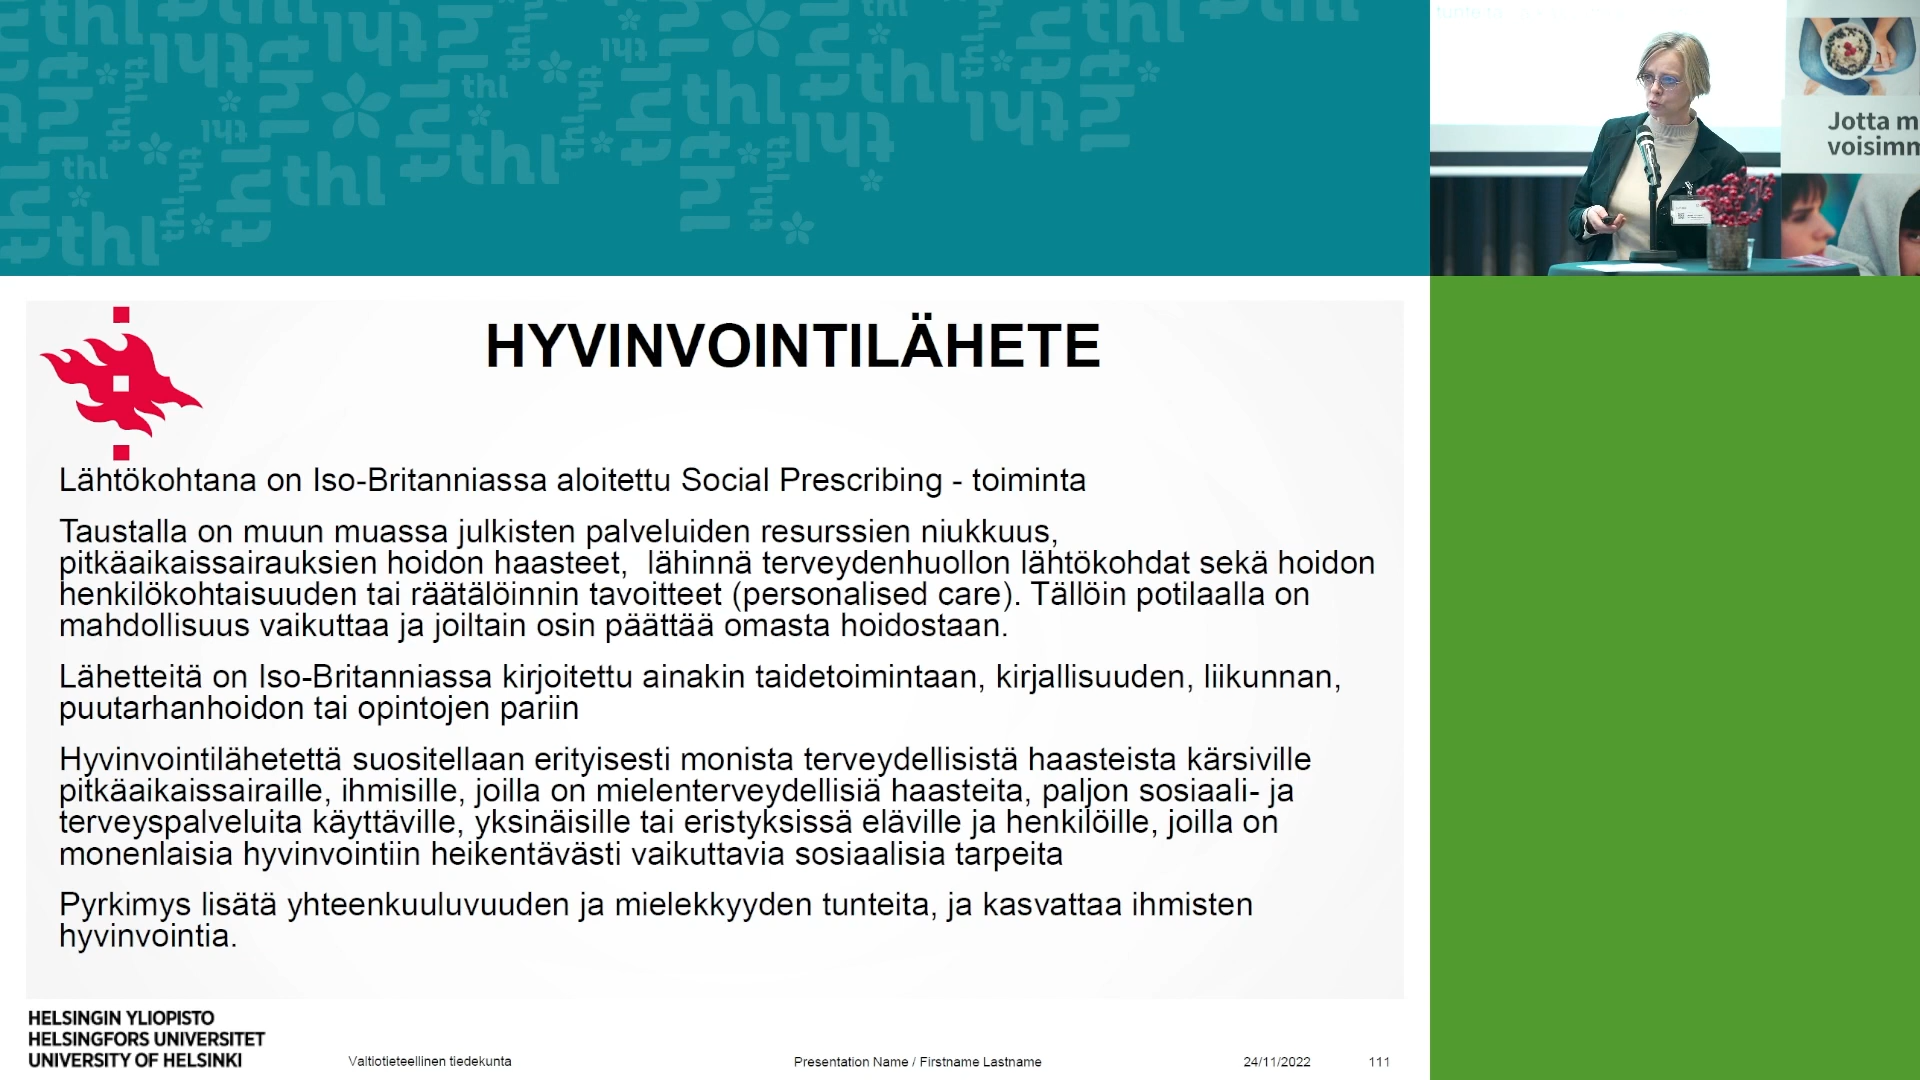 thl
Jotta m
voisimm
HYVINVOINTILÄHETE
Lähtökohtana on Iso-Britanniassa aloitettu Social Prescribing - toiminta
Taustalla on muun muassa julkisten palveluiden resurssien niukkuus,
pitkäaikaissairauksien hoidon haasteet, lähinnä terveydenhuollon lähtökohdat sekä hoidon
henkilökohtaisuuden tai räätälöinnin tavoitteet (personalised care). Tällöin potilaalla on
mahdollisuus vaikuttaa ja joiltain osin päättää omasta hoidostaan.
Lähetteitä on Iso-Britanniassa kirjoitettu ainakin taidetoimintaan, kirjallisuuden, liikunnan,
puutarhanhoidon tai opintojen pariin
Hyvinvointilähetettä suositellaan erityisesti monista terveydellisistä haasteista kärsiville
pitkäaikaissairaille, ihmisille, joilla on mielenterveydellisiä haasteita, paljon sosiaali- ja
terveyspalveluita käyttäville, yksinäisille tai eristyksissä eläville ja henkilöille, joilla on
monenlaisia hyvinvointiin heikentävästi vaikuttavia sosiaalisia tarpeita
Pyrkimys lisätä yhteenkuuluvuuden ja mielekkyyden tunteita, ja kasvattaa ihmisten
hyvinvointia.
HELSINGIN YLIOPISTO
HELSINGFORS UNIVERSITET
UNIVERSITY OF HELSINKI
Valtiotieteellinen tiedekunta
Presentation Name / Firstname Lastname
24/11/2022
111